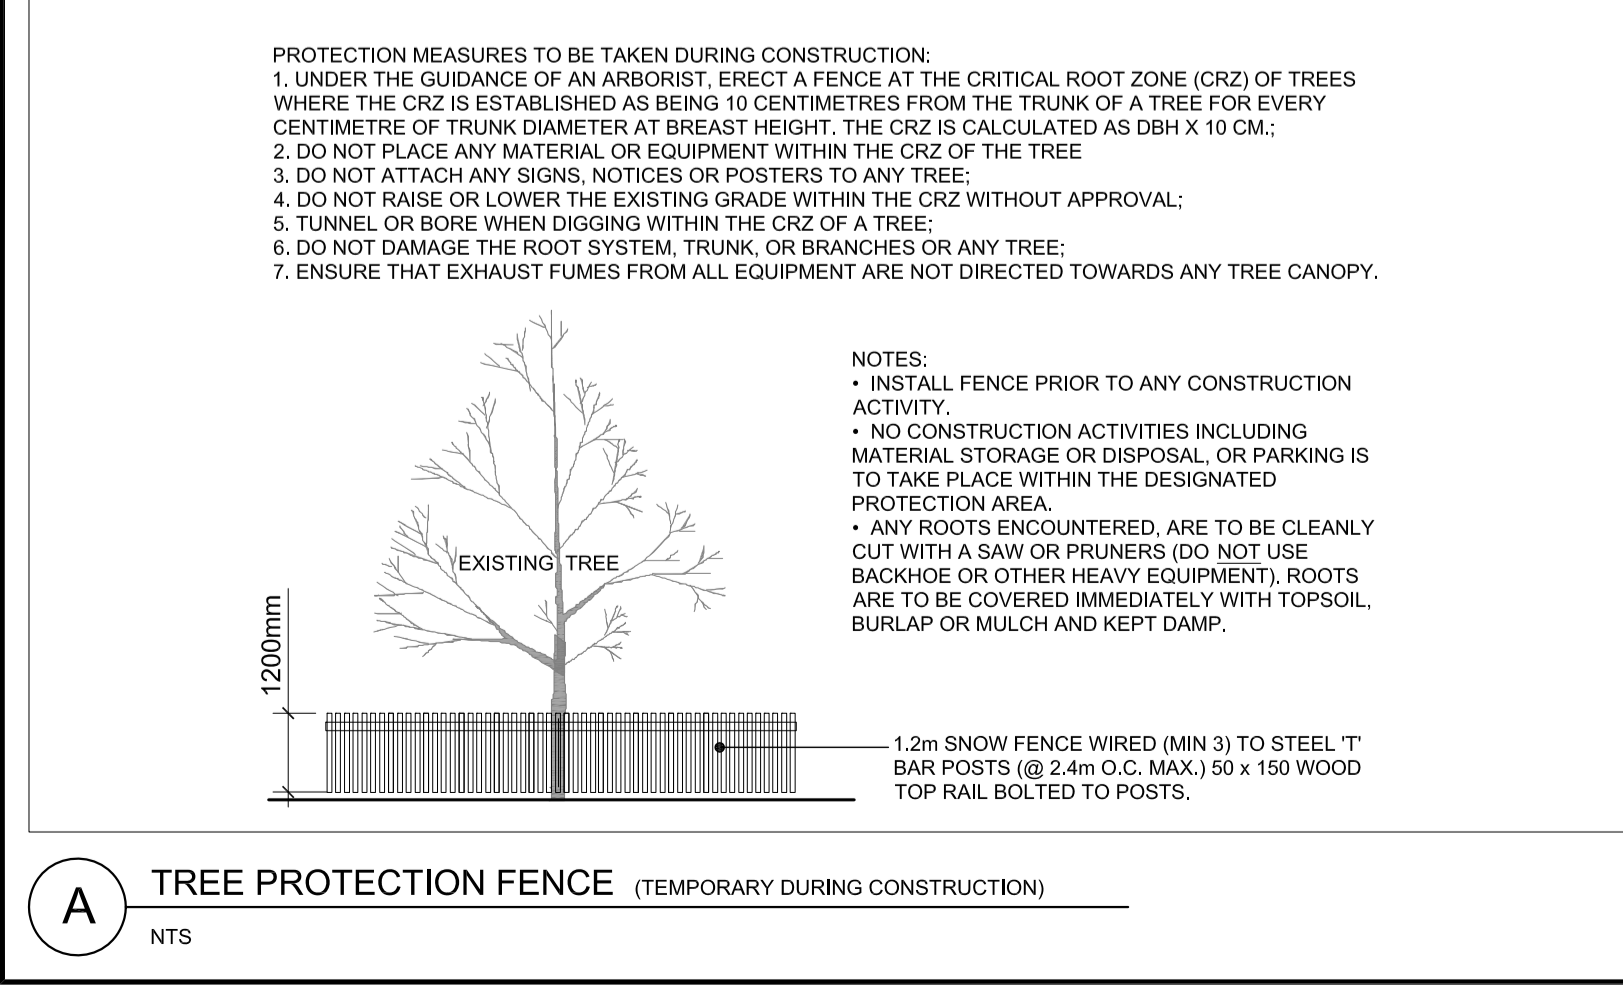 PROTECTION MEASURES TO BE TAKEN DURING CONSTRUCTION:
1. UNDER THE GUIDANCE OF AN ARBORIST, ERECT A FENCE AT THE CRITICAL ROOT ZONE (CRZ) OF TREES
WHERE THE CRZ IS ESTABLISHED AS BEING 10 CENTIMETRES FROM THE TRUNK OF A TREE FOR EVERY
CENTIMETRE OF TRUNK DIAMETER AT BREAST HEIGHT. THE CRZ IS CALCULATED AS DBH X 10 CM.;
2. DO NOT PLACE ANY MATERIAL OR EQUIPMENT WITHIN THE CRZ OF THE TREE
3. DO NOT ATTACH ANY SIGNS, NOTICES OR POSTERS TO ANY TREE;
4. DO NOT RAISE OR LOWER THE EXISTING GRADE WITHIN THE CRZ WITHOUT APPROVAL;
5. TUNNEL OR BORE WHEN DIGGING WITHIN THE CRZ OF A TREE;
6. DO NOT DAMAGE THE ROOT SYSTEM, TRUNK, OR BRANCHES OR ANY TREE;
7. ENSURE THAT EXHAUST FUMES FROM ALL EQUIPMENT ARE NOT DIRECTED TOWARDS ANY TREE CANOPY.
NOTES:
• INSTALL FENCE PRIOR TO ANY CONSTRUCTION
ACTIVITY.
• NO CONSTRUCTION ACTIVITIES INCLUDING
MATERIAL STORAGE OR DISPOSAL, OR PARKING IS
TO TAKE PLACE WITHIN THE DESIGNATED
PROTECTION AREA.
• ANY ROOTS ENCOUNTERED, ARE TO BE CLEANLY
CUT WITH A SAW OR PRUNERS (DO NOT USE
BACKHOE OR OTHER HEAVY EQUIPMENT). ROOTS
ARE TO BE COVERED IMMEDIATELY WITH TOPSOIL,
BURLAP OR MULCH AND KEPT DAMP.
EXISTING TREE
1200mm
1.2m SNOW FENCE WIRED (MIN 3) TO STEEL 'T'
BAR POSTS (@ 2.4m O.C. MAX.) 50 x 150 WOOD
TOP RAIL BOLTED TO POSTS.
A
TREE PROTECTION FENCE (TEMPORARY DURING CONSTRUCTION)
NTS